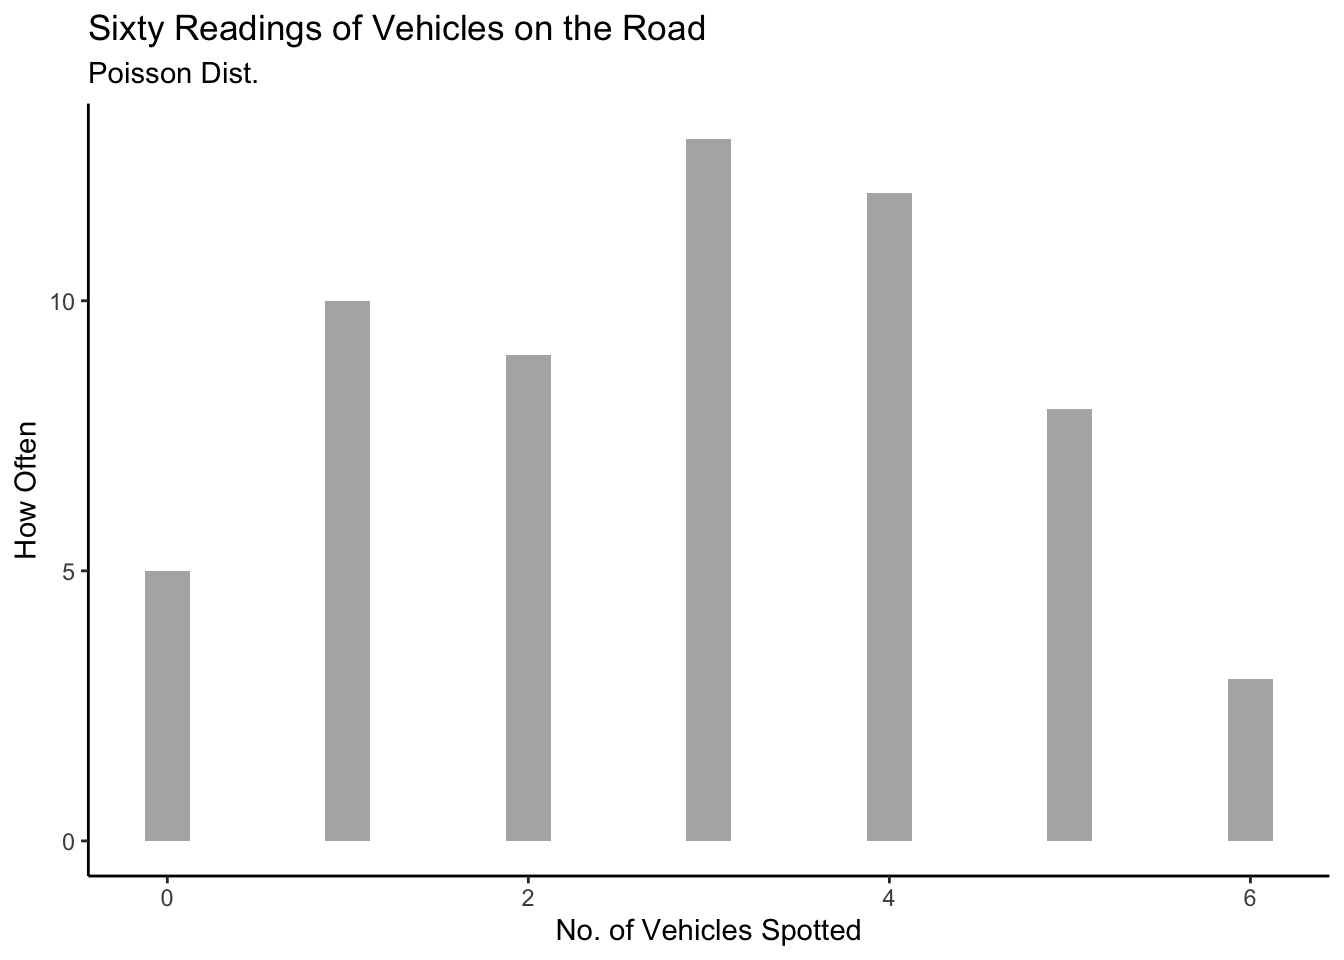 Sixty Readings of Vehicles on the Road
Poisson Dist.
How Often
10
5
0
0 2 4 6
No. of Vehicles Spotted